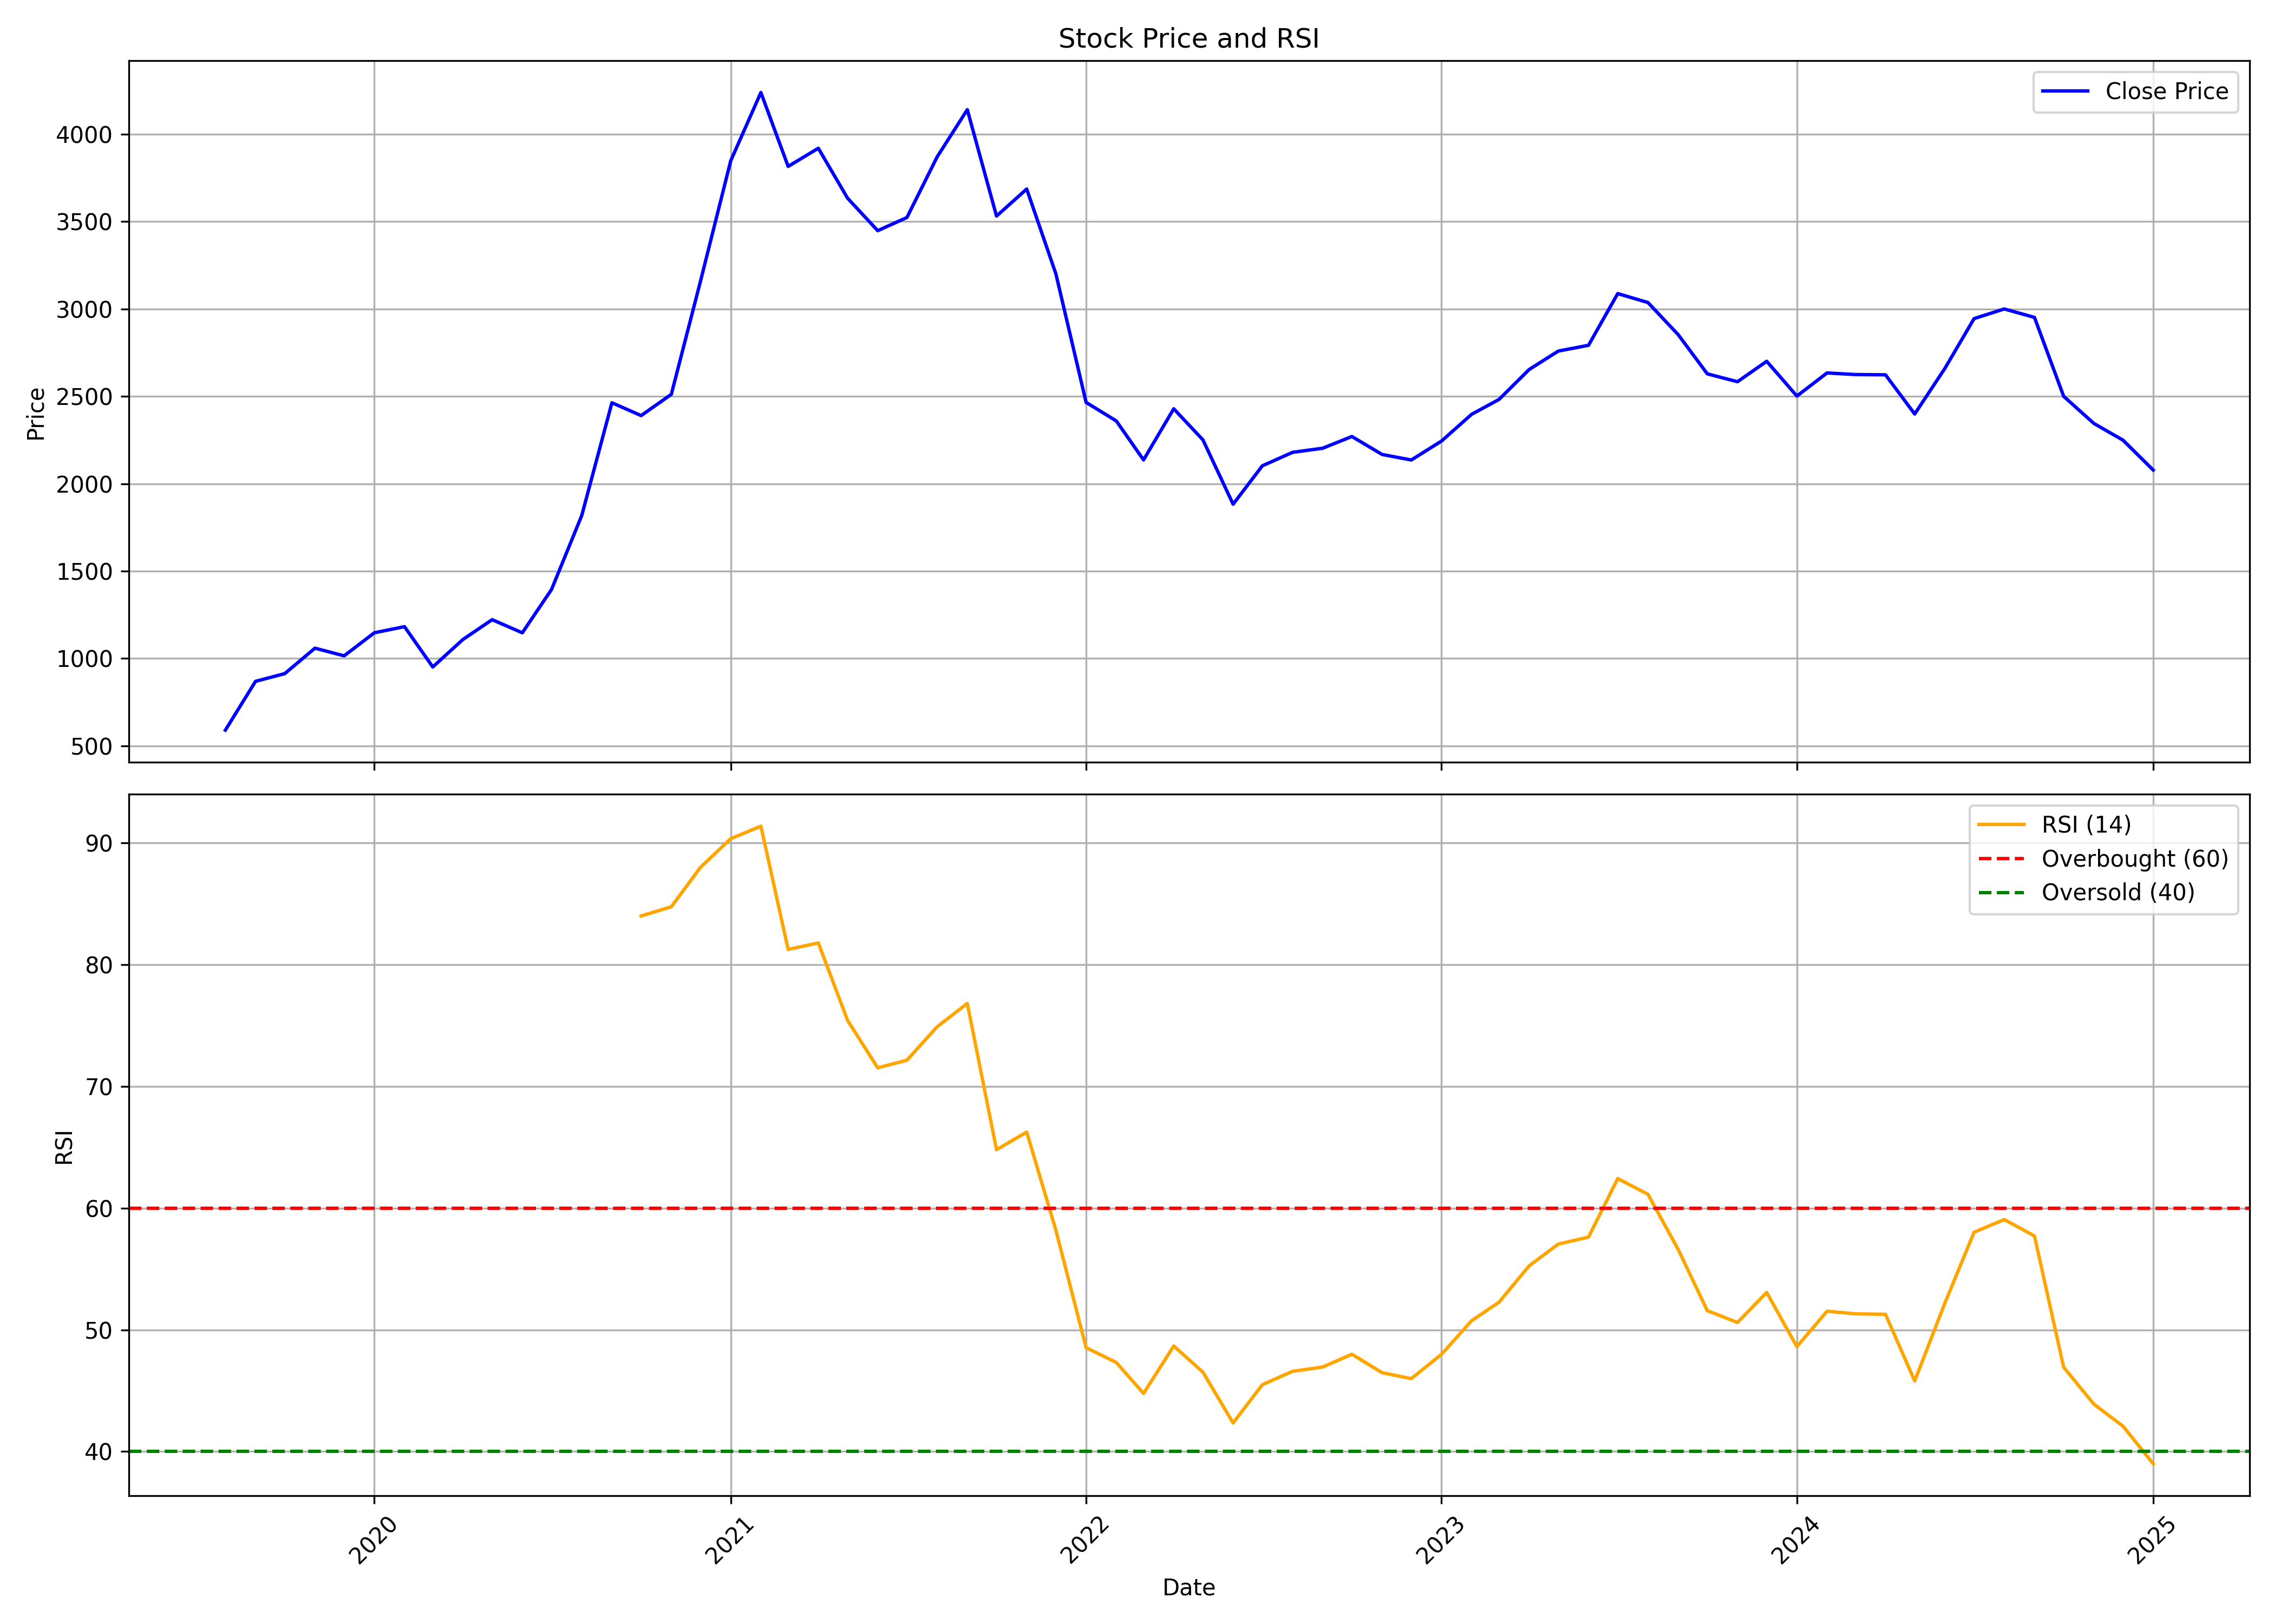 Stock Price and RSI
Close Price
4000
3500
3000
2500
2000
1500
1000
500
Price
RSI (14)
Overbought (60)
Oversold (40)
90
80
70
60
50
40
RSI
2020
2021
2022
2023
2024
2025
Date